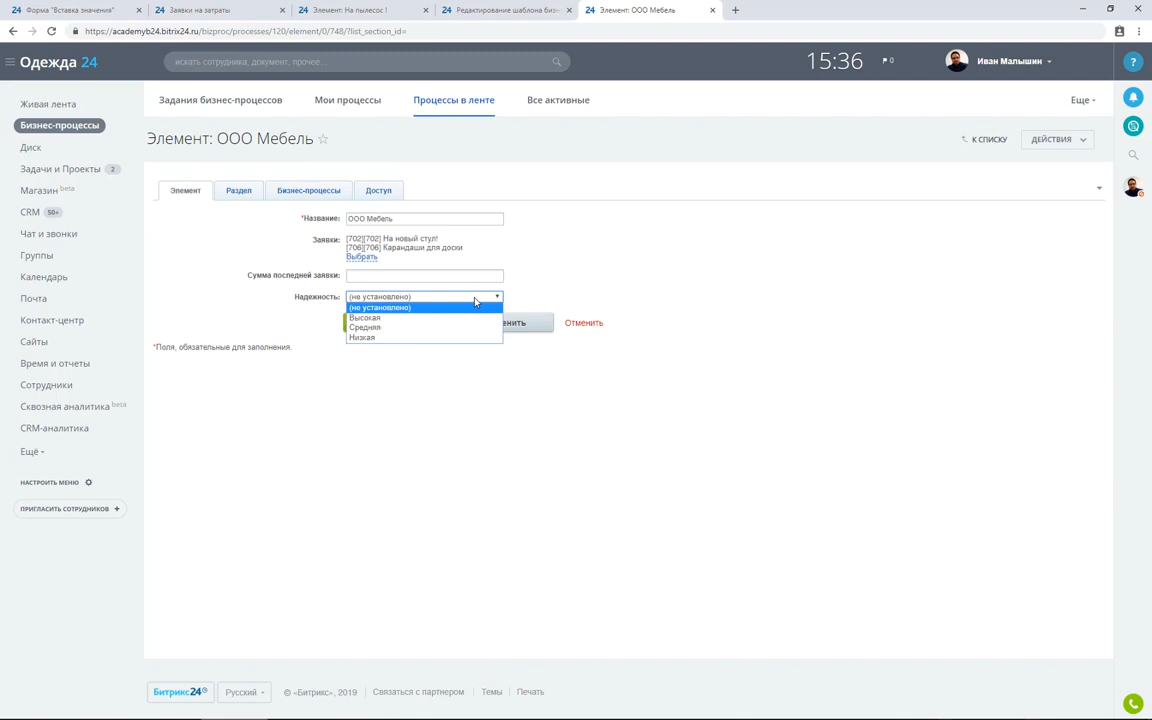 24 Форма "Вставка значения"
24 Заявки на затраты
24 Элемент: На пылесос !
24 Редактирование шаблона биз
24 Элемент: ООО Мебель
https://academyb24.bitrix24.ru/bizproc/processes/120/element/0/748/?list_section_id=
Одежда 24
искать сотрудника, документ, прочее...
15:36
0
Иван Малышин
?
Живая лента
Бизнес-процессы
Диск
Задачи и Проекты 2
Магазин beta
CRM 50+
Чат и звонки
Группы
Календарь
Почта
Контакт-центр
Сайты
Время и отчеты
Сотрудники
Сквозная аналитика beta
CRM-аналитика
Ещё
НАСТРОИТЬ МЕНЮ
ПРИГЛАСИТЬ СОТРУДНИКОВ +
Задания бизнес-процессов
Мои процессы
Процессы в ленте
Все активные
Еще
Элемент: ООО Мебель
К СПИСКУ
ДЕЙСТВИЯ
Элемент
Раздел
Бизнес-процессы
Доступ
*Название: ООО Мебель
Заявки: [702][702] На новый стул!
[706][706] Карандаши для доски
Выбрать
Сумма последней заявки:
Надежность: (не установлено)
(не установлено)
Высокая
Средняя
Низкая
енить
Отменить
*Поля, обязательные для заполнения.
Битрикс24
Русский
© «Битрикс», 2019
Связаться с партнером
Темы
Печать